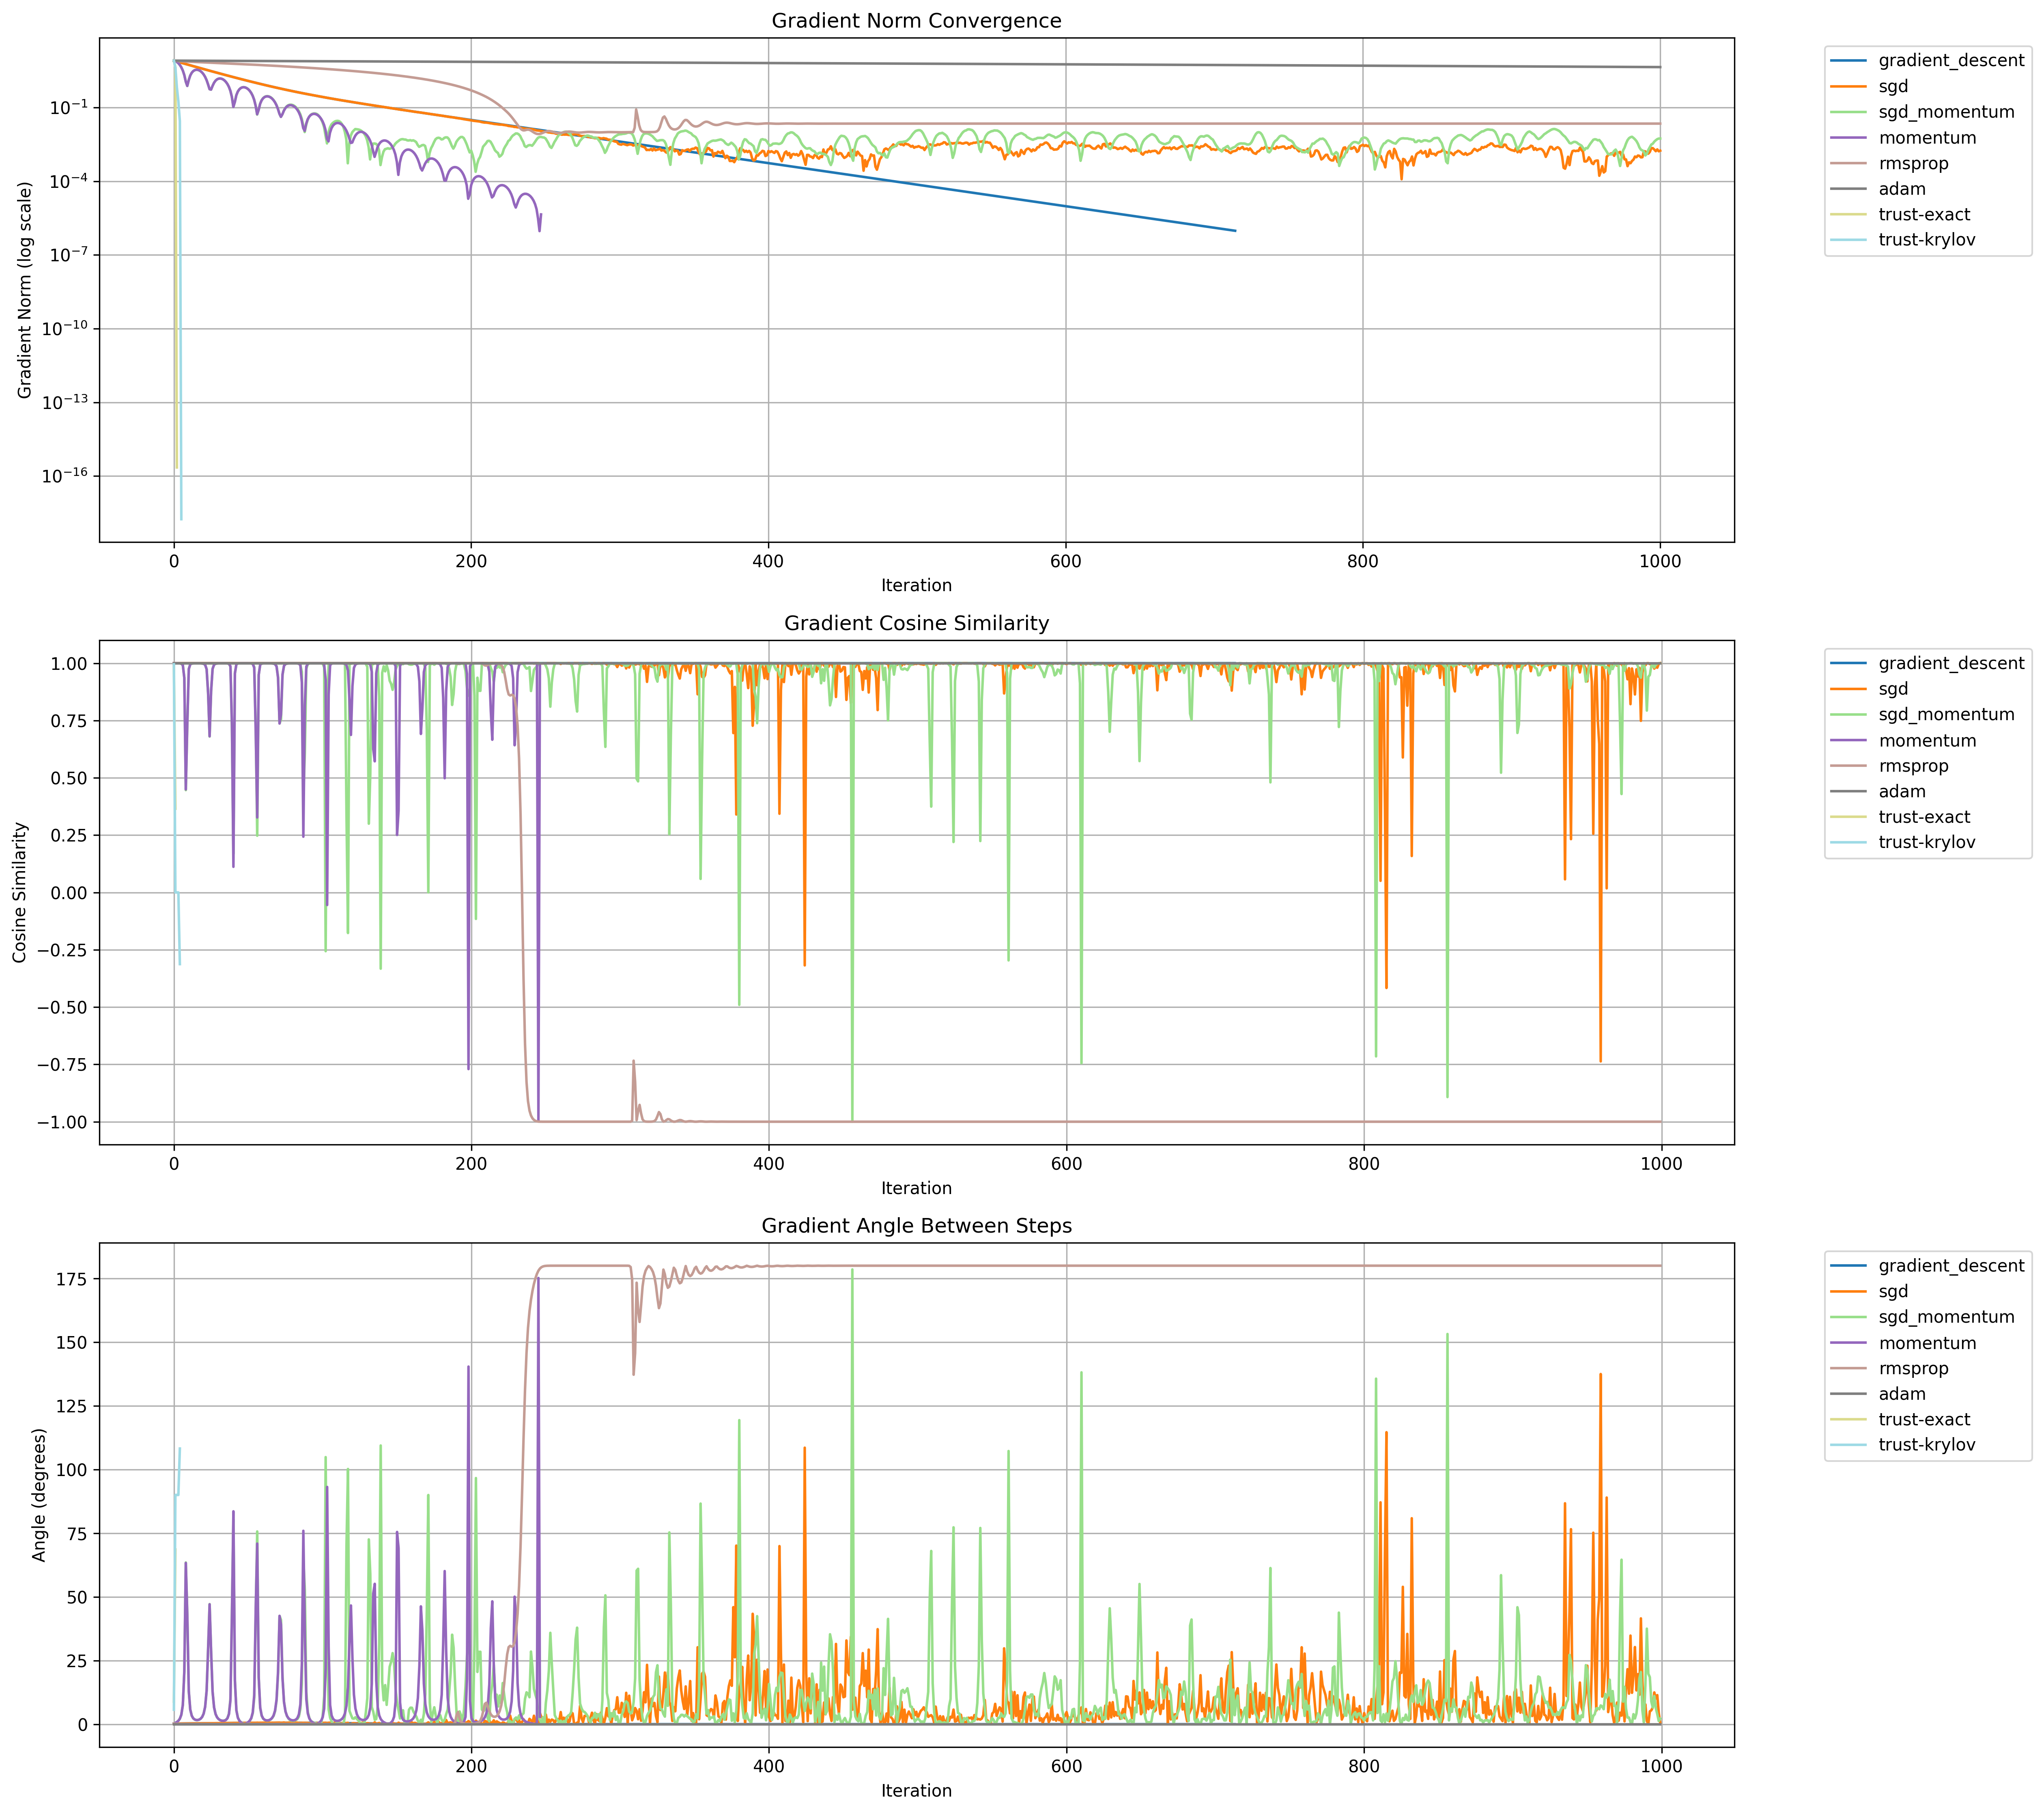 Gradient Norm Convergence
Gradient Norm (log scale)
10⁻¹
10⁻⁴
10⁻⁷
10⁻¹⁰
10⁻¹³
10⁻¹⁶
0 200 400 600 800 1000
Iteration
gradient_descent
sgd
sgd_momentum
momentum
rmsprop
adam
trust-exact
trust-krylov
Gradient Cosine Similarity
Cosine Similarity
1.00
0.75
0.50
0.25
0.00
−0.25
−0.50
−0.75
−1.00
0 200 400 600 800 1000
Iteration
gradient_descent
sgd
sgd_momentum
momentum
rmsprop
adam
trust-exact
trust-krylov
Gradient Angle Between Steps
Angle (degrees)
175
150
125
100
75
50
25
0
0 200 400 600 800 1000
Iteration
gradient_descent
sgd
sgd_momentum
momentum
rmsprop
adam
trust-exact
trust-krylov